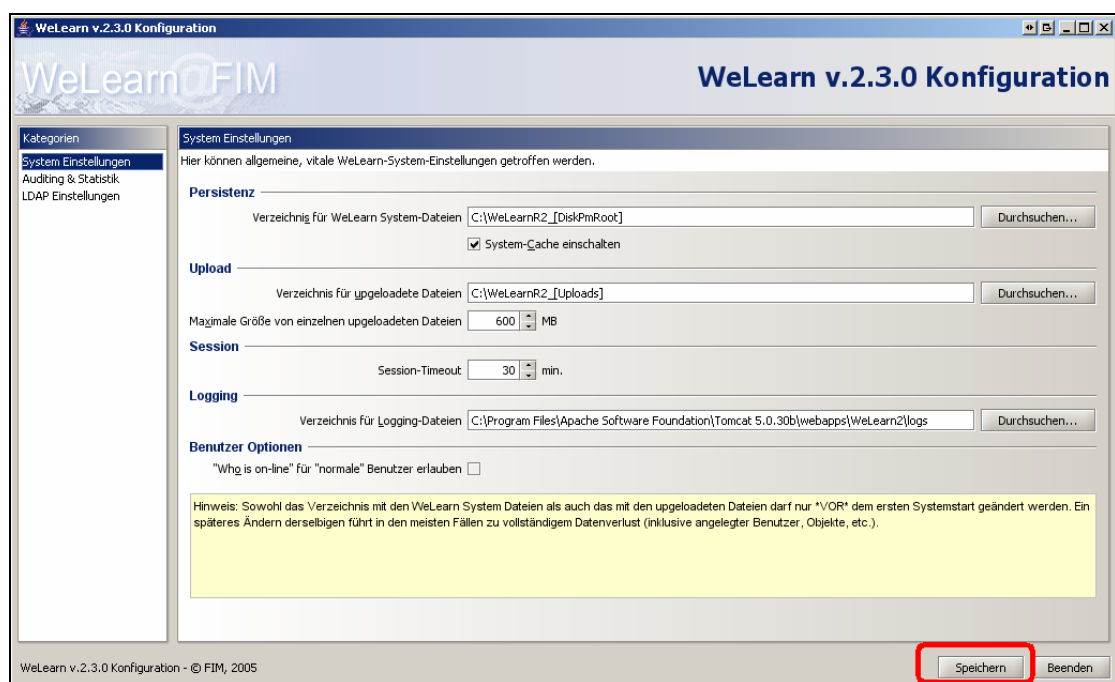 WeLearn v.2.3.0 Konfiguration
WeLearn@FIM
WeLearn v.2.3.0 Konfiguration
Kategorien
System Einstellungen
Auditing & Statistik
LDAP Einstellungen
System Einstellungen
Hier können allgemeine, vitale WeLearn-System-Einstellungen getroffen werden.
Persistenz
Verzeichnis für WeLearn System-Dateien C:\WeLearnR2_[DiskPmRoot] Durchsuchen...
System-Cache einschalten
Upload
Verzeichnis für upgeloadete Dateien C:\WeLearnR2_[Uploads] Durchsuchen...
Maximale Größe von einzelnen upgeloadeten Dateien 600 MB
Session
Session-Timeout 30 min.
Logging
Verzeichnis für Logging-Dateien C:\Program Files\Apache Software Foundation\Tomcat 5.0.30b\webapps\WeLearn2\logs Durchsuchen...
Benutzer Optionen
"Who is on-line" für "normale" Benutzer erlauben
Hinweis: Sowohl das Verzeichnis mit den WeLearn System Dateien als auch das mit den upgeloadeten Dateien darf nur *VOR* dem ersten Systemstart geändert werden. Ein
späteres Ändern derselbigen führt in den meisten Fällen zu vollständigem Datenverlust (inklusive angelegter Benutzer, Objekte, etc.).
WeLearn v.2.3.0 Konfiguration - © FIM, 2005
Speichern Beenden